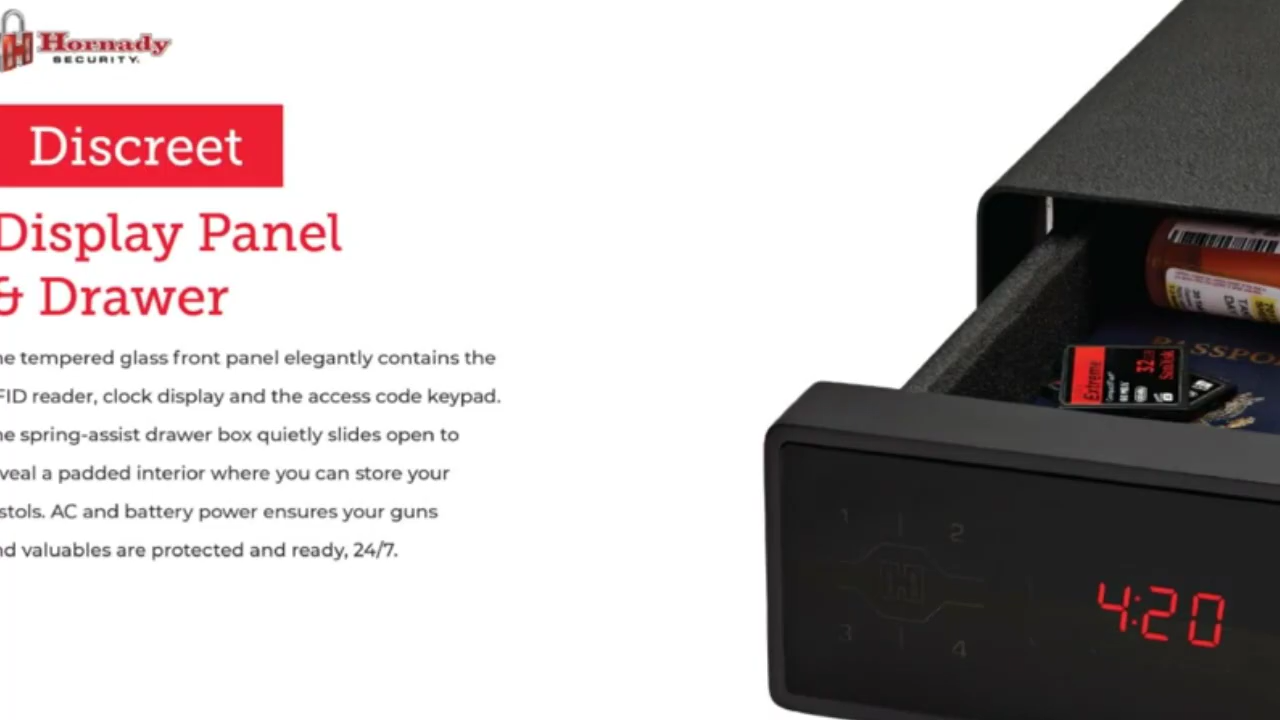 Hornady
SECURITY.
Discreet
Display Panel
& Drawer
he tempered glass front panel elegantly contains the
FID reader, clock display and the access code keypad.
he spring-assist drawer box quietly slides open to
veal a padded interior where you can store your
istols. AC and battery power ensures your guns
nd valuables are protected and ready, 24/7.
PASSPO
Extreme
32
SanDisk
1
2
3
4
4:20